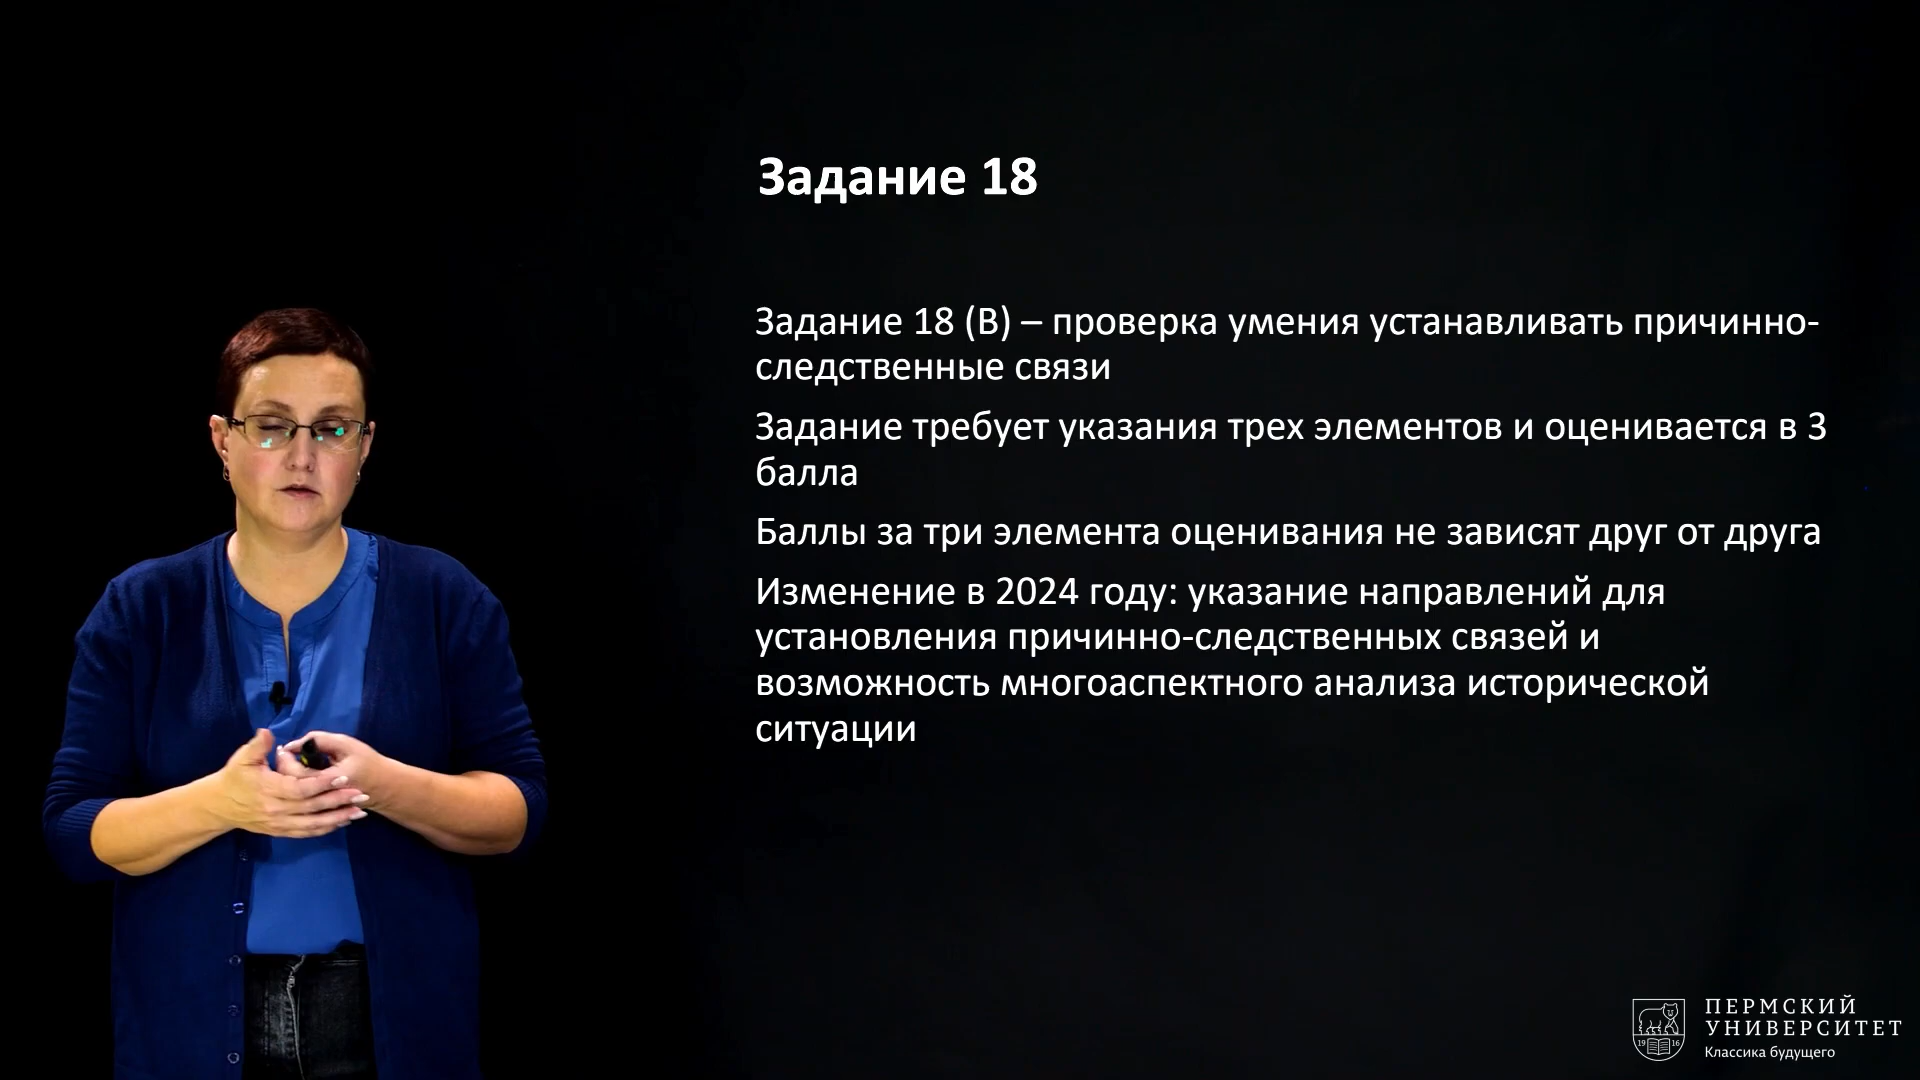 Задание 18
Задание 18 (В) – проверка умения устанавливать причинно-
следственные связи
Задание требует указания трех элементов и оценивается в 3
балла
Баллы за три элемента оценивания не зависят друг от друга
Изменение в 2024 году: указание направлений для
установления причинно-следственных связей и
возможность многоаспектного анализа исторической
ситуации
ПЕРМСКИЙ
УНИВЕРСИТЕТ
19 16
Классика будущего